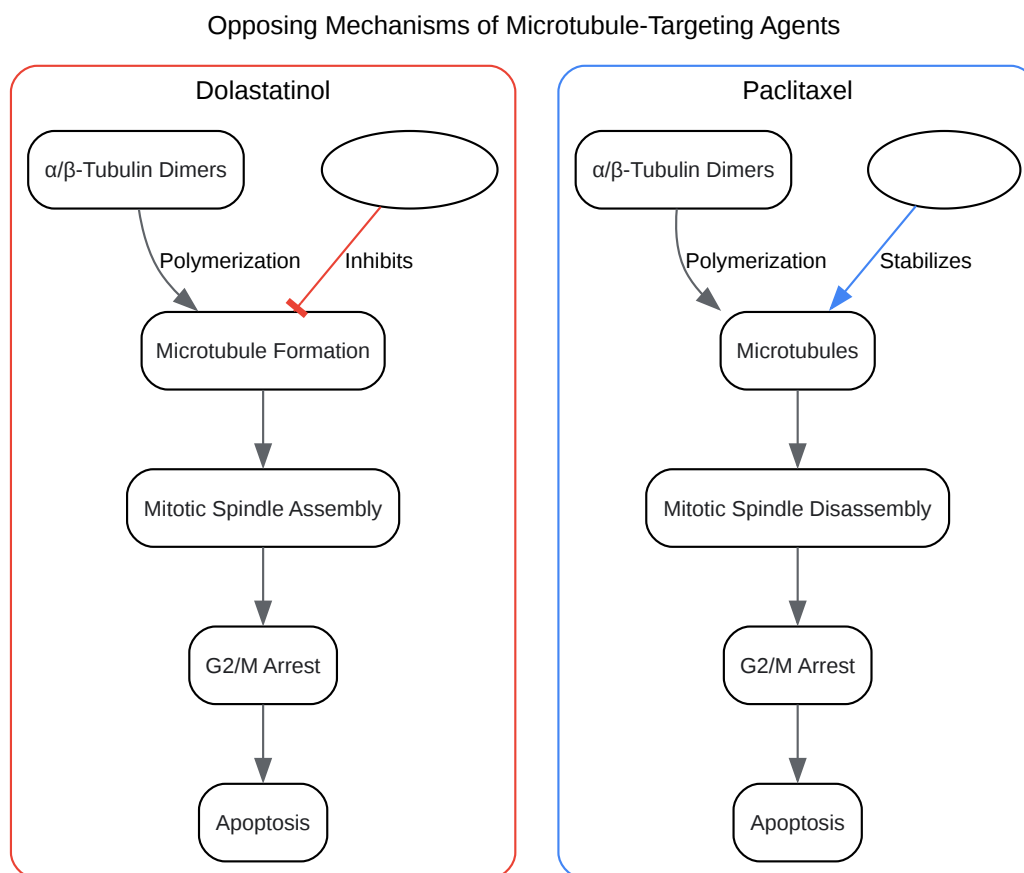 Opposing Mechanisms of Microtubule-Targeting Agents
Dolastatinol
α/β-Tubulin Dimers
Polymerization
Inhibits
Microtubule Formation
Mitotic Spindle Assembly
G2/M Arrest
Apoptosis
Paclitaxel
α/β-Tubulin Dimers
Polymerization
Stabilizes
Microtubules
Mitotic Spindle Disassembly
G2/M Arrest
Apoptosis